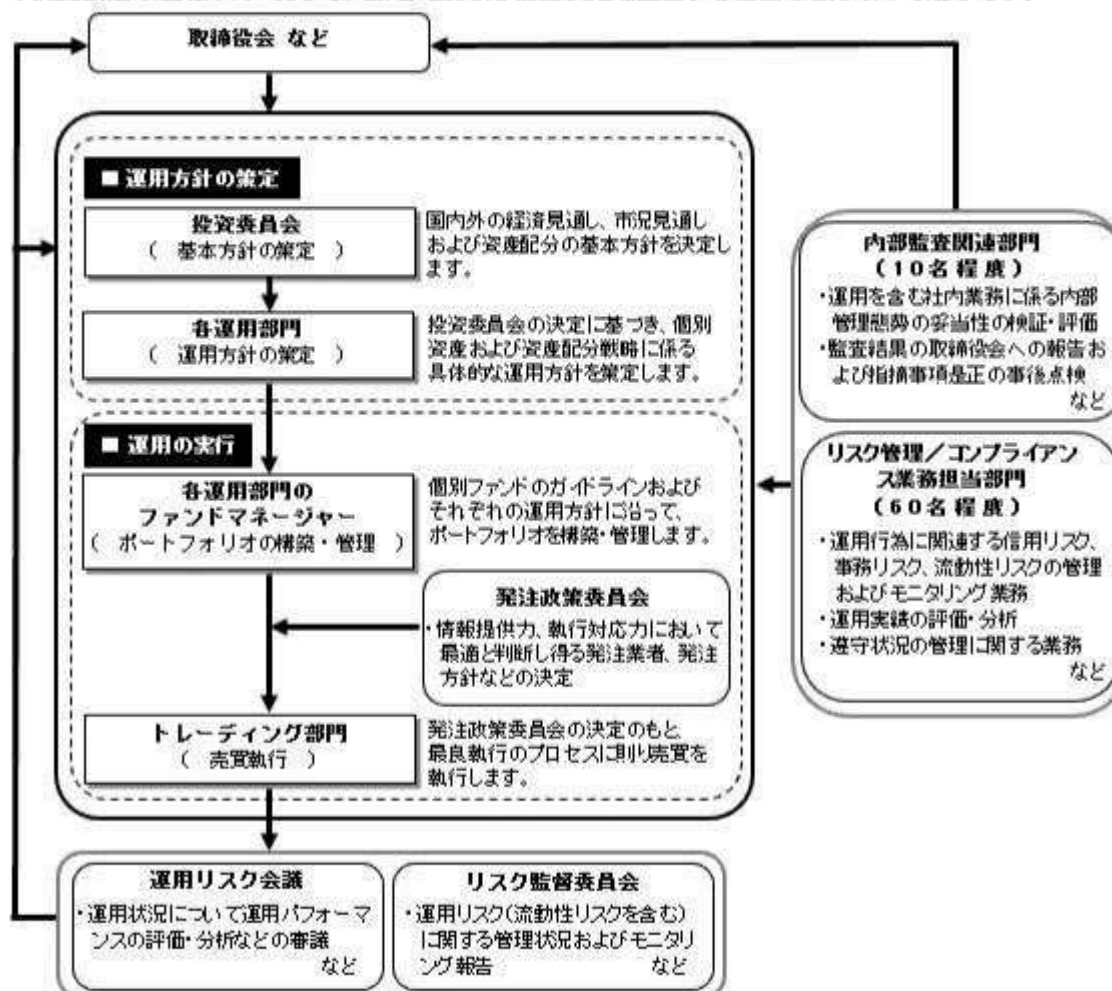 取締役会 など
■ 運用方針の策定
投資委員会
( 基本方針の策定 )
国内外の経済見通し、市況見通し
および資産配分の基本方針を決定し
ます。
各運用部門
( 運用方針の策定 )
投資委員会の決定に基づき、個別
資産および資産配分戦略に係る
具体的な運用方針を策定します。
■ 運用の実行
各運用部門の
ファンドマネージャー
( ポートフォリオの構築・管理 )
個別ファンドのガイドラインおよび
それぞれの運用方針に沿って、
ポートフォリオを構築・管理します。
発注政策委員会
・情報提供力、執行対応力において
最適と判断し得る発注業者、発注
方針などの決定
トレーディング部門
( 売買執行 )
発注政策委員会の決定のもと、
最良執行のプロセスに則り売買を
執行します。
内部監査関連部門
(10名程度)
・運用を含む社内業務に係る内部
管理態勢の妥当性の検証・評価
・監査結果の取締役会への報告お
よび指摘事項是正の事後点検
など
リスク管理/コンプライアン
ス業務担当部門
(60名程度)
・運用行為に関連する信用リスク、
事務リスク、流動性リスクの管理
およびモニタリング業務
・運用実績の評価・分析
・遵守状況の管理に関する業務
など
運用リスク会議
・運用状況について運用パフォーマ
ンスの評価・分析などの審議
など
リスク監督委員会
・運用リスク(流動性リスクを含む)
に関する管理状況およびモニタリ
ング報告 など